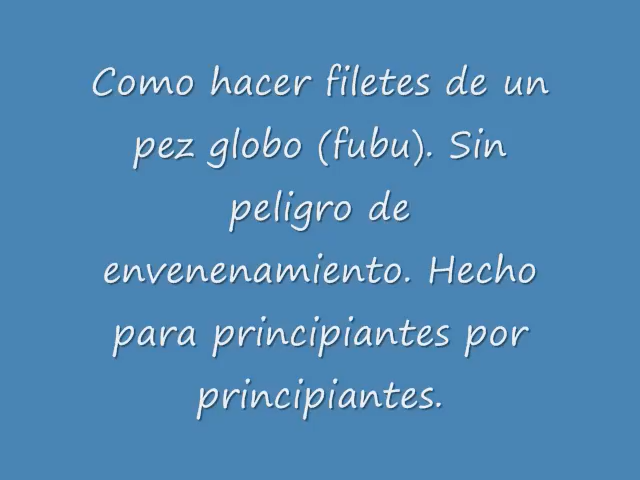 Como hacer filetes de un
pez globo (fubu). Sin
peligro de
envenenamiento. Hecho
para principiantes por
principiantes.